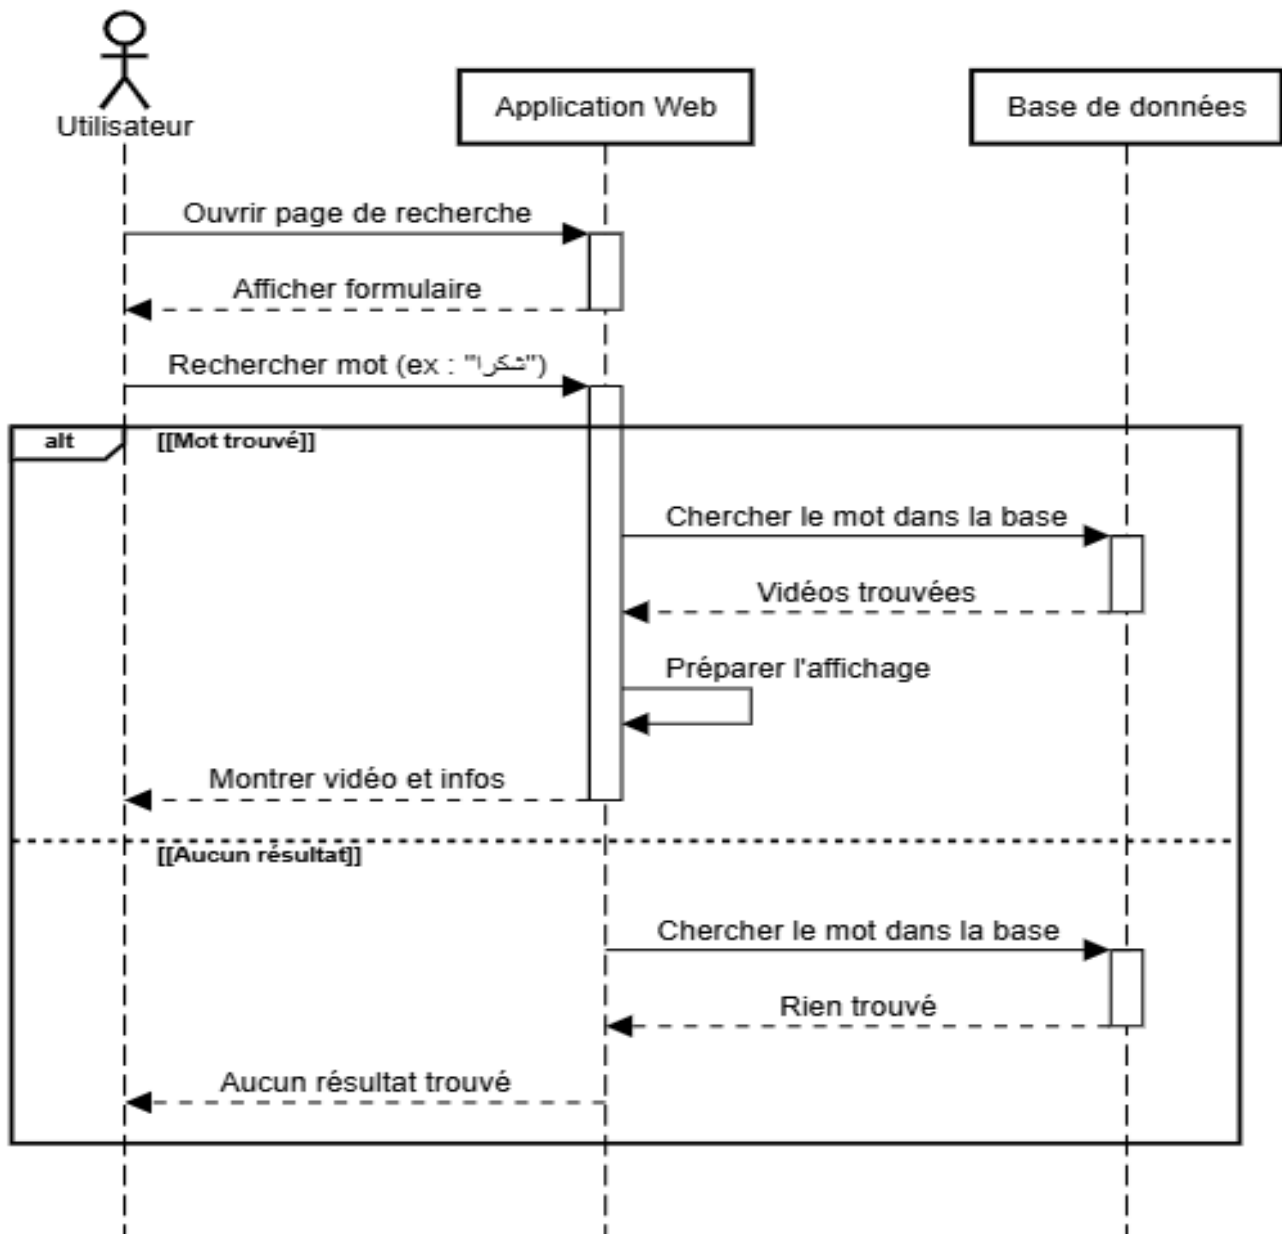 Utilisateur
Application Web
Base de données
Ouvrir page de recherche
Afficher formulaire
Rechercher mot (ex : "شكرا")
alt
[[Mot trouvé]]
Chercher le mot dans la base
Vidéos trouvées
Préparer l'affichage
Montrer vidéo et infos
[[Aucun résultat]]
Chercher le mot dans la base
Rien trouvé
Aucun résultat trouvé